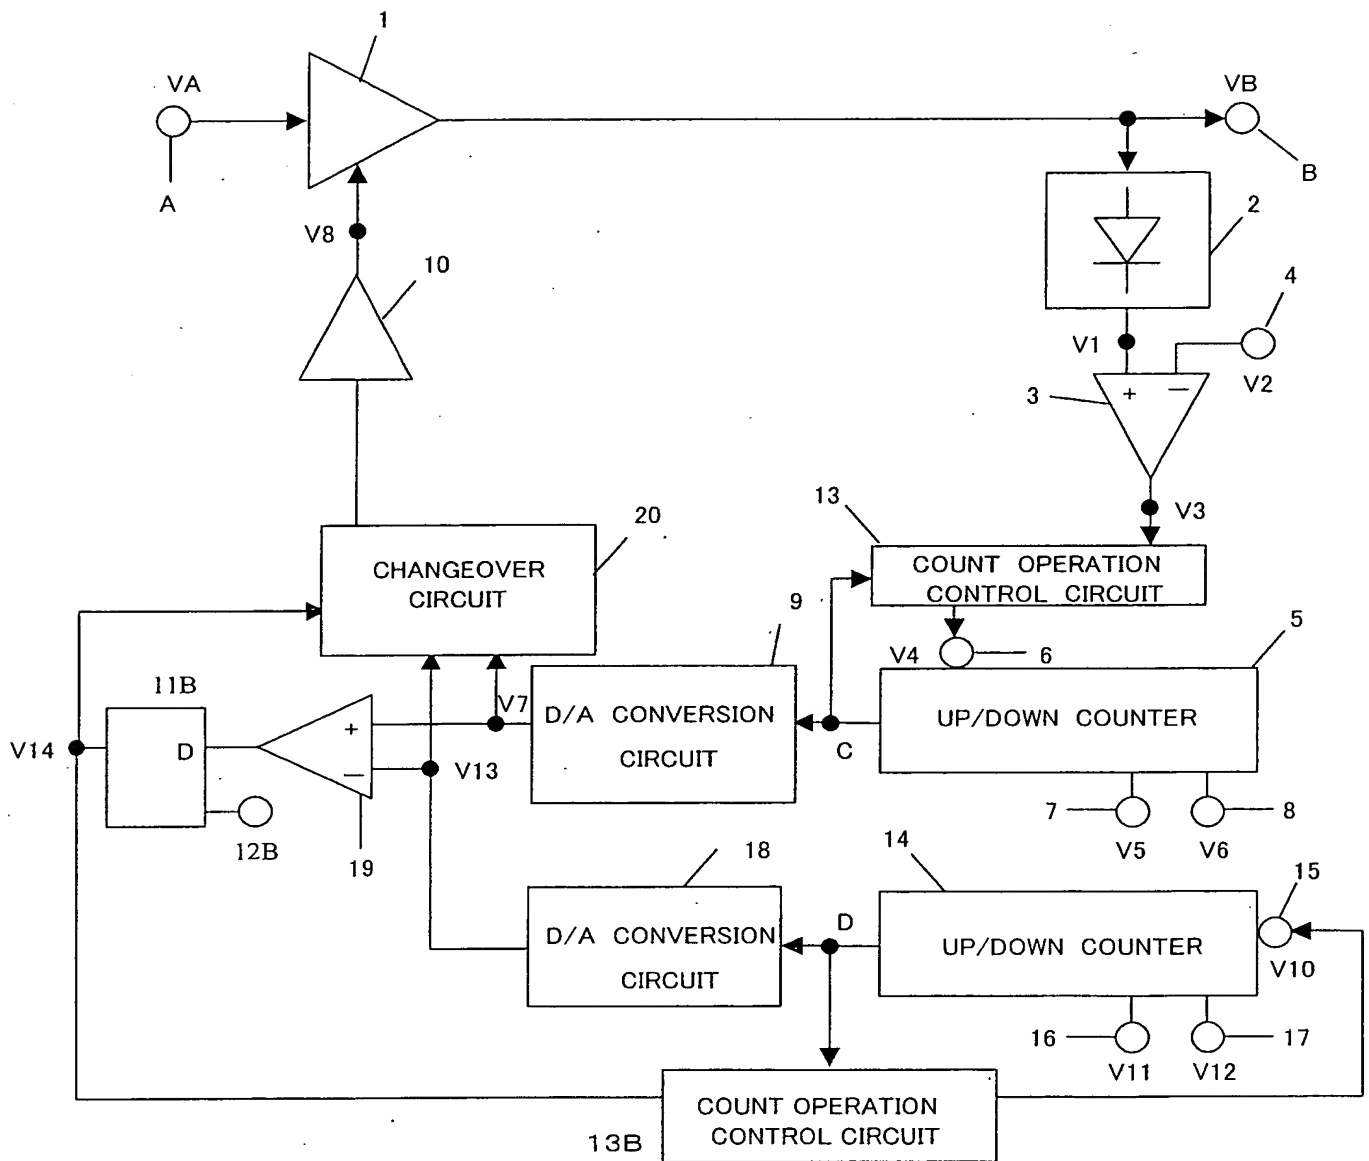 1
VA
VB
A
B
2
V8
10
4
V1
V2
3
+ −
13
V3
20
CHANGEOVER
CIRCUIT
COUNT OPERATION
CONTROL CIRCUIT
9
5
V4
6
11B
V7
D/A CONVERSION
CIRCUIT
UP/DOWN COUNTER
+
C
V14
D
−
V13
7
8
12B
19
V5
V6
18
14
15
D/A CONVERSION
CIRCUIT
D
UP/DOWN COUNTER
V10
16
17
V11
V12
COUNT OPERATION
CONTROL CIRCUIT
13B